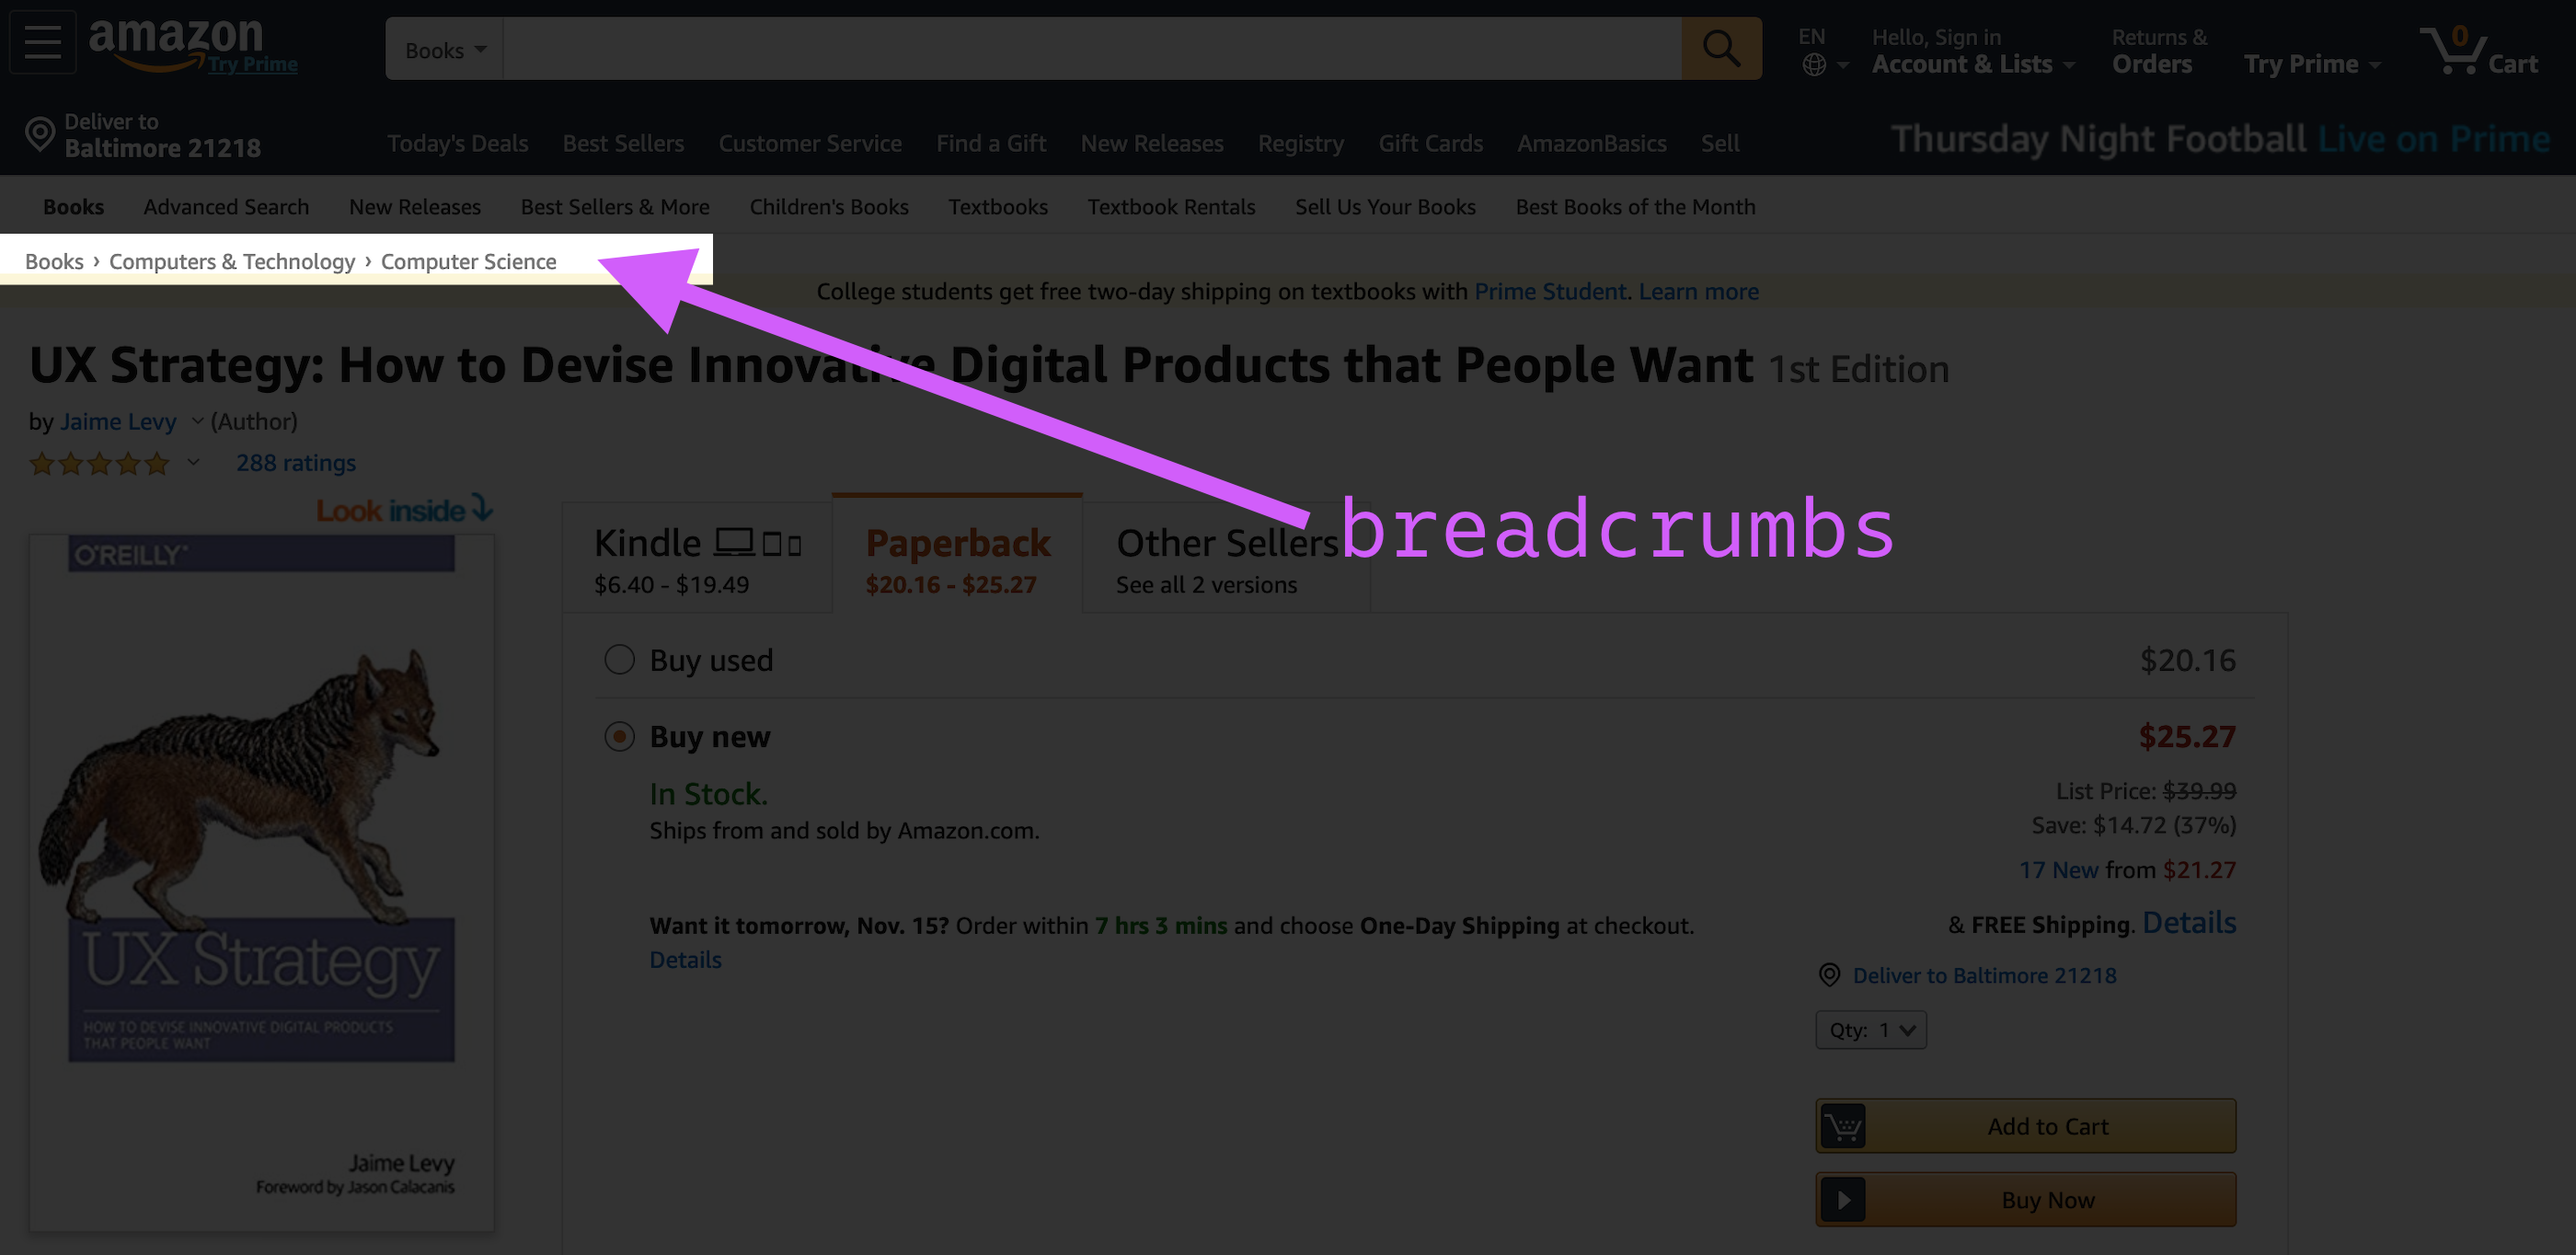 amazon
Try Prime
Books
EN
Hello, Sign in
Account & Lists
Returns &
Orders
Try Prime
0
Cart
Deliver to
Baltimore 21218
Today's Deals
Best Sellers
Customer Service
Find a Gift
New Releases
Registry
Gift Cards
AmazonBasics
Sell
Thursday Night Football Live on Prime
Books
Advanced Search
New Releases
Best Sellers & More
Children's Books
Textbooks
Textbook Rentals
Sell Us Your Books
Best Books of the Month
Books › Computers & Technology › Computer Science
College students get free two-day shipping on textbooks with Prime Student. Learn more
UX Strategy: How to Devise Innovative Digital Products that People Want 1st Edition
by Jaime Levy (Author)
288 ratings
Look inside
breadcrumbs
O'REILLY®
UX Strategy
HOW TO DEVISE INNOVATIVE DIGITAL PRODUCTS
THAT PEOPLE WANT
Jaime Levy
Foreword by Jason Calacanis
Kindle
$6.40 - $19.49
Paperback
$20.16 - $25.27
Other Sellers
See all 2 versions
Buy used
$20.16
Buy new
$25.27
In Stock.
Ships from and sold by Amazon.com.
List Price: $39.99
Save: $14.72 (37%)
17 New from $21.27
Want it tomorrow, Nov. 15? Order within 7 hrs 3 mins and choose One-Day Shipping at checkout.
Details
& FREE Shipping. Details
Deliver to Baltimore 21218
Qty: 1
Add to Cart
Buy Now